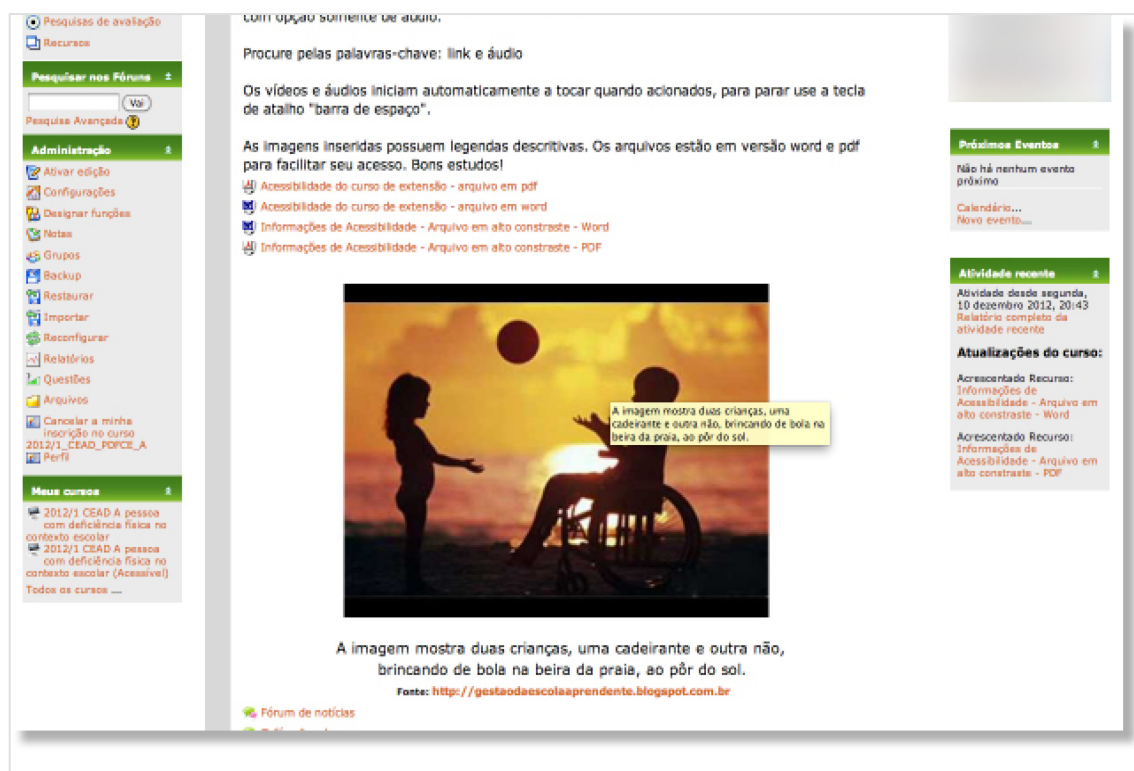 Pesquisas de avaliação
Recursos
Pesquisar nos Fóruns
Vai
Pesquisa Avançada
Administração
Ativar edição
Configurações
Designar funções
Notas
Grupos
Backup
Restaurar
Importar
Reconfigurar
Relatórios
Questões
Arquivos
Cancelar a minha
inscrição no curso
2012/1_CEAD_PDFCE_A
Perfil
Meus cursos
2012/1 CEAD A pessoa
com deficiência física no
contexto escolar
2012/1 CEAD A pessoa
com deficiência física no
contexto escolar (Acessível)
Todos os cursos ...
com opção somente de áudio.
Procure pelas palavras-chave: link e áudio
Os vídeos e áudios iniciam automaticamente a tocar quando acionados, para parar use a tecla
de atalho "barra de espaço".
As imagens inseridas possuem legendas descritivas. Os arquivos estão em versão word e pdf
para facilitar seu acesso. Bons estudos!
Acessibilidade do curso de extensão - arquivo em pdf
Acessibilidade do curso de extensão - arquivo em word
Informações de Acessibilidade - Arquivo em alto constraste - Word
Informações de Acessibilidade - Arquivo em alto constraste - PDF
A imagem mostra duas crianças, uma
cadeirante e outra não, brincando de bola na
beira da praia, ao pôr do sol.
A imagem mostra duas crianças, uma cadeirante e outra não,
brincando de bola na beira da praia, ao pôr do sol.
Fonte: http://gestaodaescolaaprendente.blogspot.com.br
Fórum de notícias
Próximos Eventos
Não há nenhum evento
próximo
Calendário...
Novo evento...
Atividade recente
Atividade desde segunda,
10 dezembro 2012, 20:43
Relatório completo da
atividade recente
Atualizações do curso:
Acrescentado Recurso:
Informações de
Acessibilidade - Arquivo em
alto constraste - Word
Acrescentado Recurso:
Informações de
Acessibilidade - Arquivo em
alto constraste - PDF